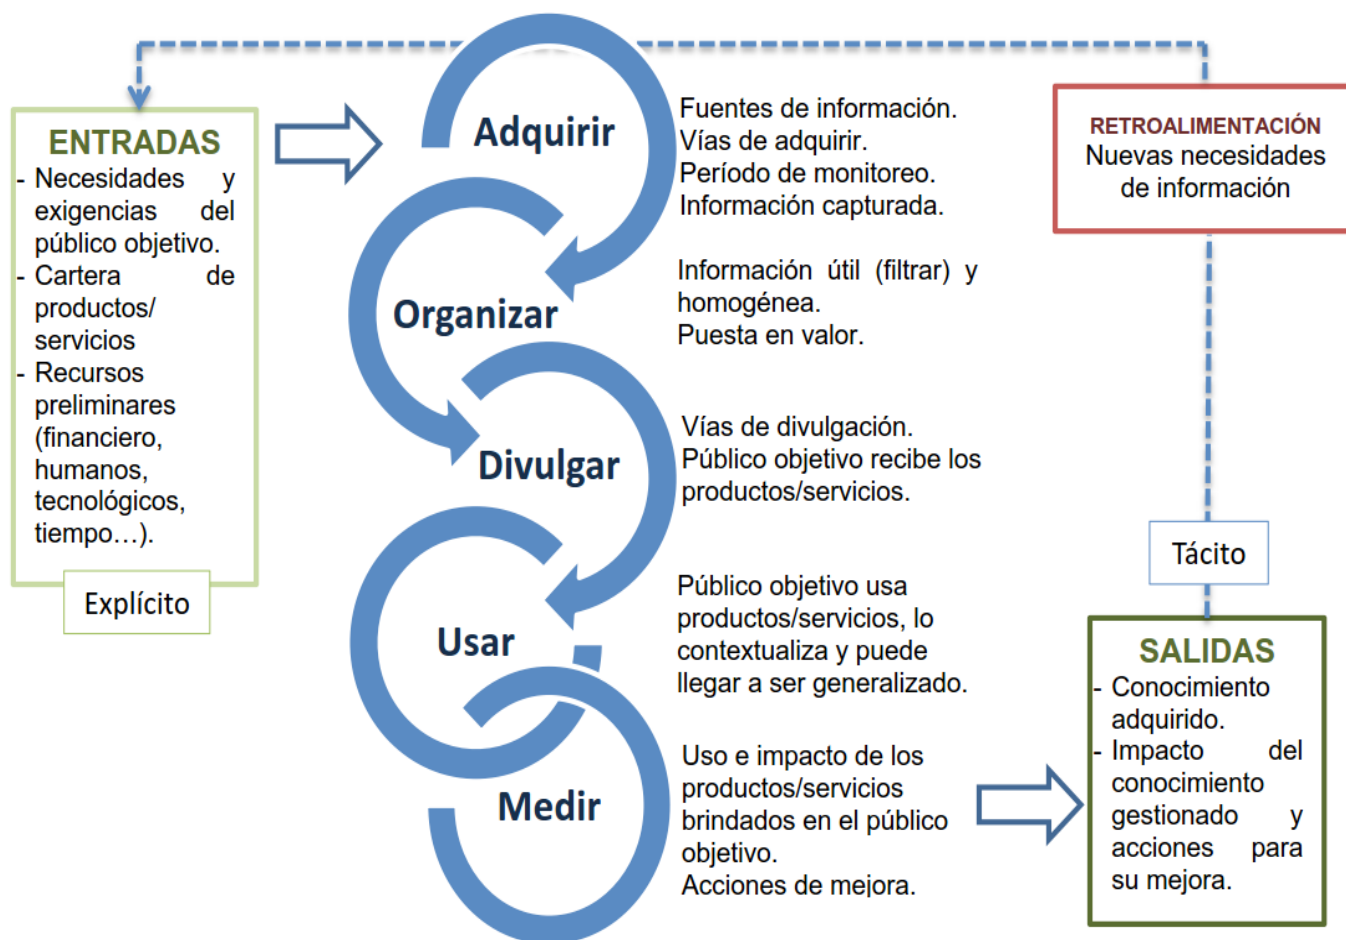 ENTRADAS
- Necesidades y
exigencias del
público objetivo.
- Cartera de
productos/
servicios
- Recursos
preliminares
(financiero,
humanos,
tecnológicos,
tiempo…).
Explícito
Adquirir
Fuentes de información.
Vías de adquirir.
Período de monitoreo.
Información capturada.
Organizar
Información útil (filtrar) y
homogénea.
Puesta en valor.
Divulgar
Vías de divulgación.
Público objetivo recibe los
productos/servicios.
Usar
Público objetivo usa
productos/servicios, lo
contextualiza y puede
llegar a ser generalizado.
Medir
Uso e impacto de los
productos/servicios
brindados en el público
objetivo.
Acciones de mejora.
RETROALIMENTACIÓN
Nuevas necesidades
de información
Tácito
SALIDAS
- Conocimiento
adquirido.
- Impacto del
conocimiento
gestionado y
acciones para
su mejora.